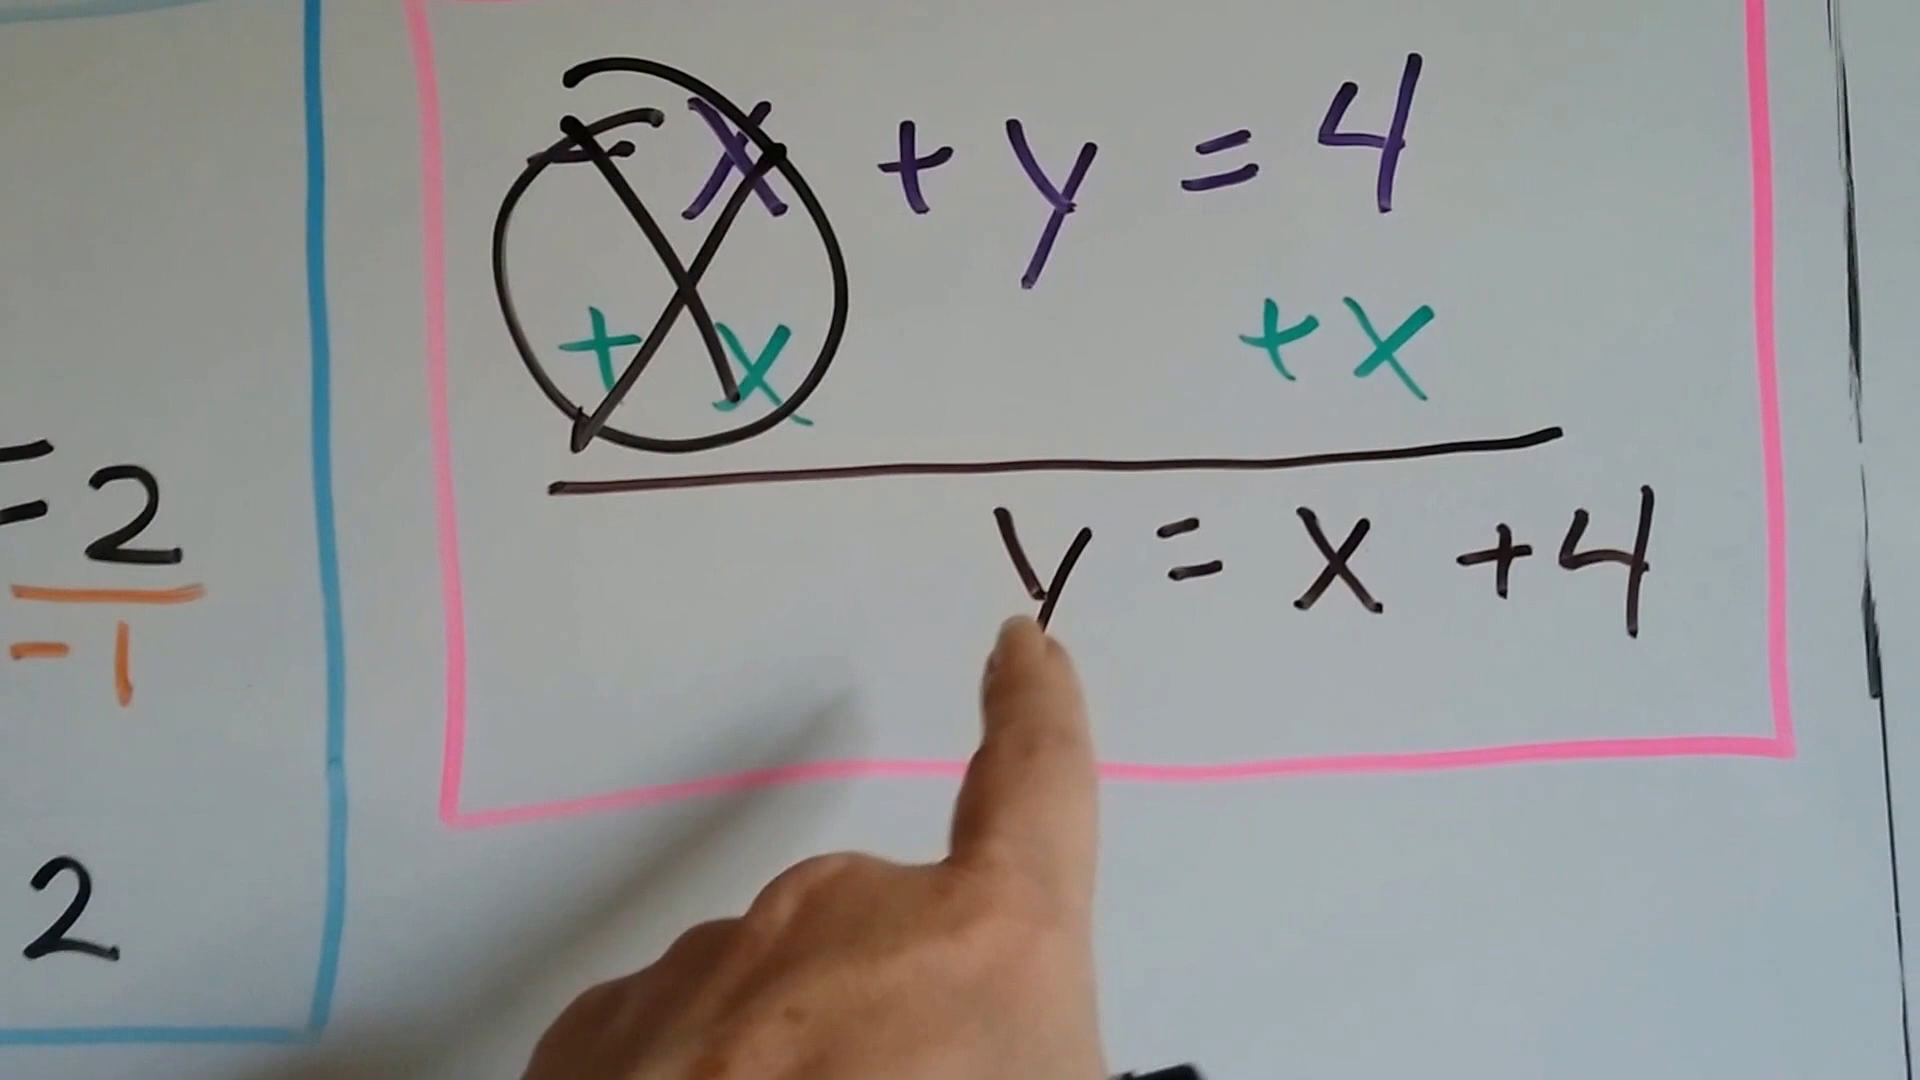 - x + y = 4
+ x + x
y = x + 4
= 2
- 1
2